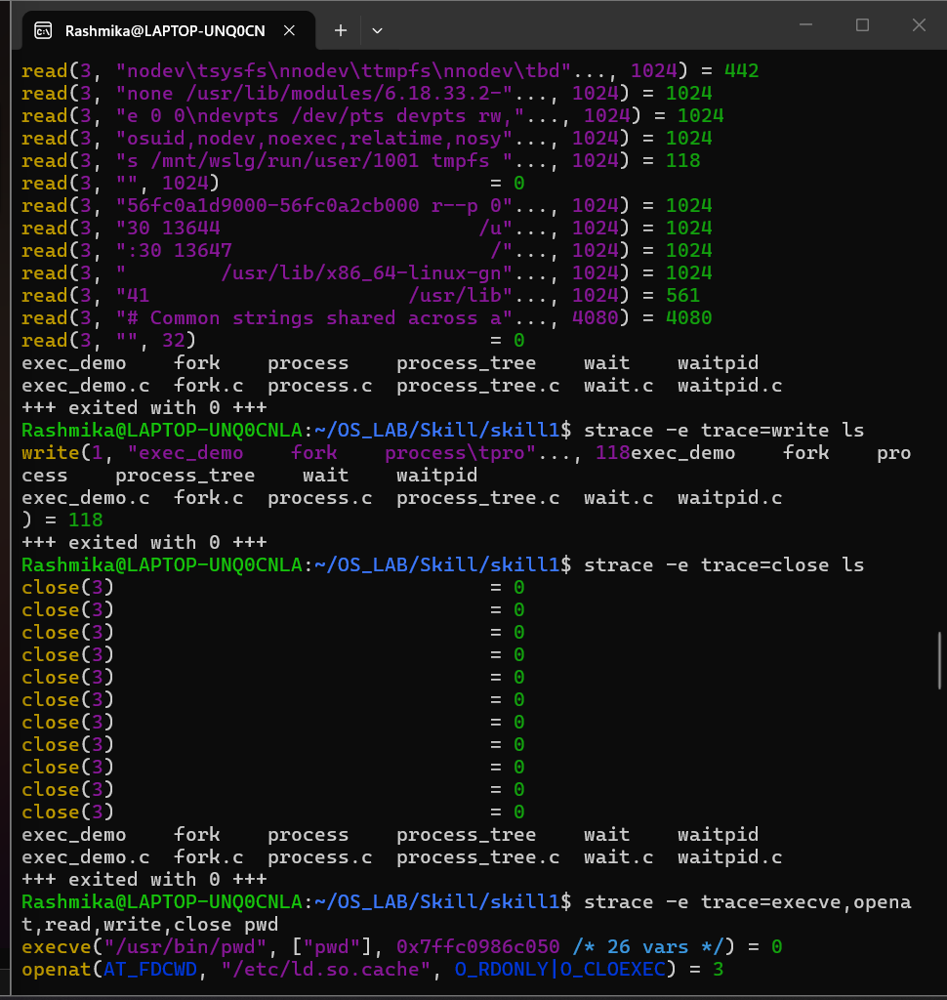 Rashmika@LAPTOP-UNQ0CN
read(3, "nodev\tsysfs\nnodev\ttmpfs\nnodev\tbd"..., 1024) = 442
read(3, "none /usr/lib/modules/6.18.33.2-"..., 1024) = 1024
read(3, "e 0 0\ndevpts /dev/pts devpts rw,"..., 1024) = 1024
read(3, "osuid,nodev,noexec,relatime,nosy"..., 1024) = 1024
read(3, "s /mnt/wslg/run/user/1001 tmpfs "..., 1024) = 118
read(3, "", 1024)                       = 0
read(3, "56fc0a1d9000-56fc0a2cb000 r--p 0"..., 1024) = 1024
read(3, "30 13644                      /u"..., 1024) = 1024
read(3, ":30 13647                      /"..., 1024) = 1024
read(3, "        /usr/lib/x86_64-linux-gn"..., 1024) = 1024
read(3, "41                      /usr/lib"..., 1024) = 561
read(3, "# Common strings shared across a"..., 4080) = 4080
read(3, "", 32)                         = 0
exec_demo    fork    process    process_tree    wait    waitpid
exec_demo.c  fork.c  process.c  process_tree.c  wait.c  waitpid.c
+++ exited with 0 +++
Rashmika@LAPTOP-UNQ0CNLA:~/OS_LAB/Skill/skill1$ strace -e trace=write ls
write(1, "exec_demo    fork    process\tpro"..., 118exec_demo    fork    pro
cess    process_tree    wait    waitpid
exec_demo.c  fork.c  process.c  process_tree.c  wait.c  waitpid.c
) = 118
+++ exited with 0 +++
Rashmika@LAPTOP-UNQ0CNLA:~/OS_LAB/Skill/skill1$ strace -e trace=close ls
close(3)                                = 0
close(3)                                = 0
close(3)                                = 0
close(3)                                = 0
close(3)                                = 0
close(3)                                = 0
close(3)                                = 0
close(3)                                = 0
close(3)                                = 0
close(3)                                = 0
close(3)                                = 0
exec_demo    fork    process    process_tree    wait    waitpid
exec_demo.c  fork.c  process.c  process_tree.c  wait.c  waitpid.c
+++ exited with 0 +++
Rashmika@LAPTOP-UNQ0CNLA:~/OS_LAB/Skill/skill1$ strace -e trace=execve,opena
t,read,write,close pwd
execve("/usr/bin/pwd", ["pwd"], 0x7ffc0986c050 /* 26 vars */) = 0
openat(AT_FDCWD, "/etc/ld.so.cache", O_RDONLY|O_CLOEXEC) = 3